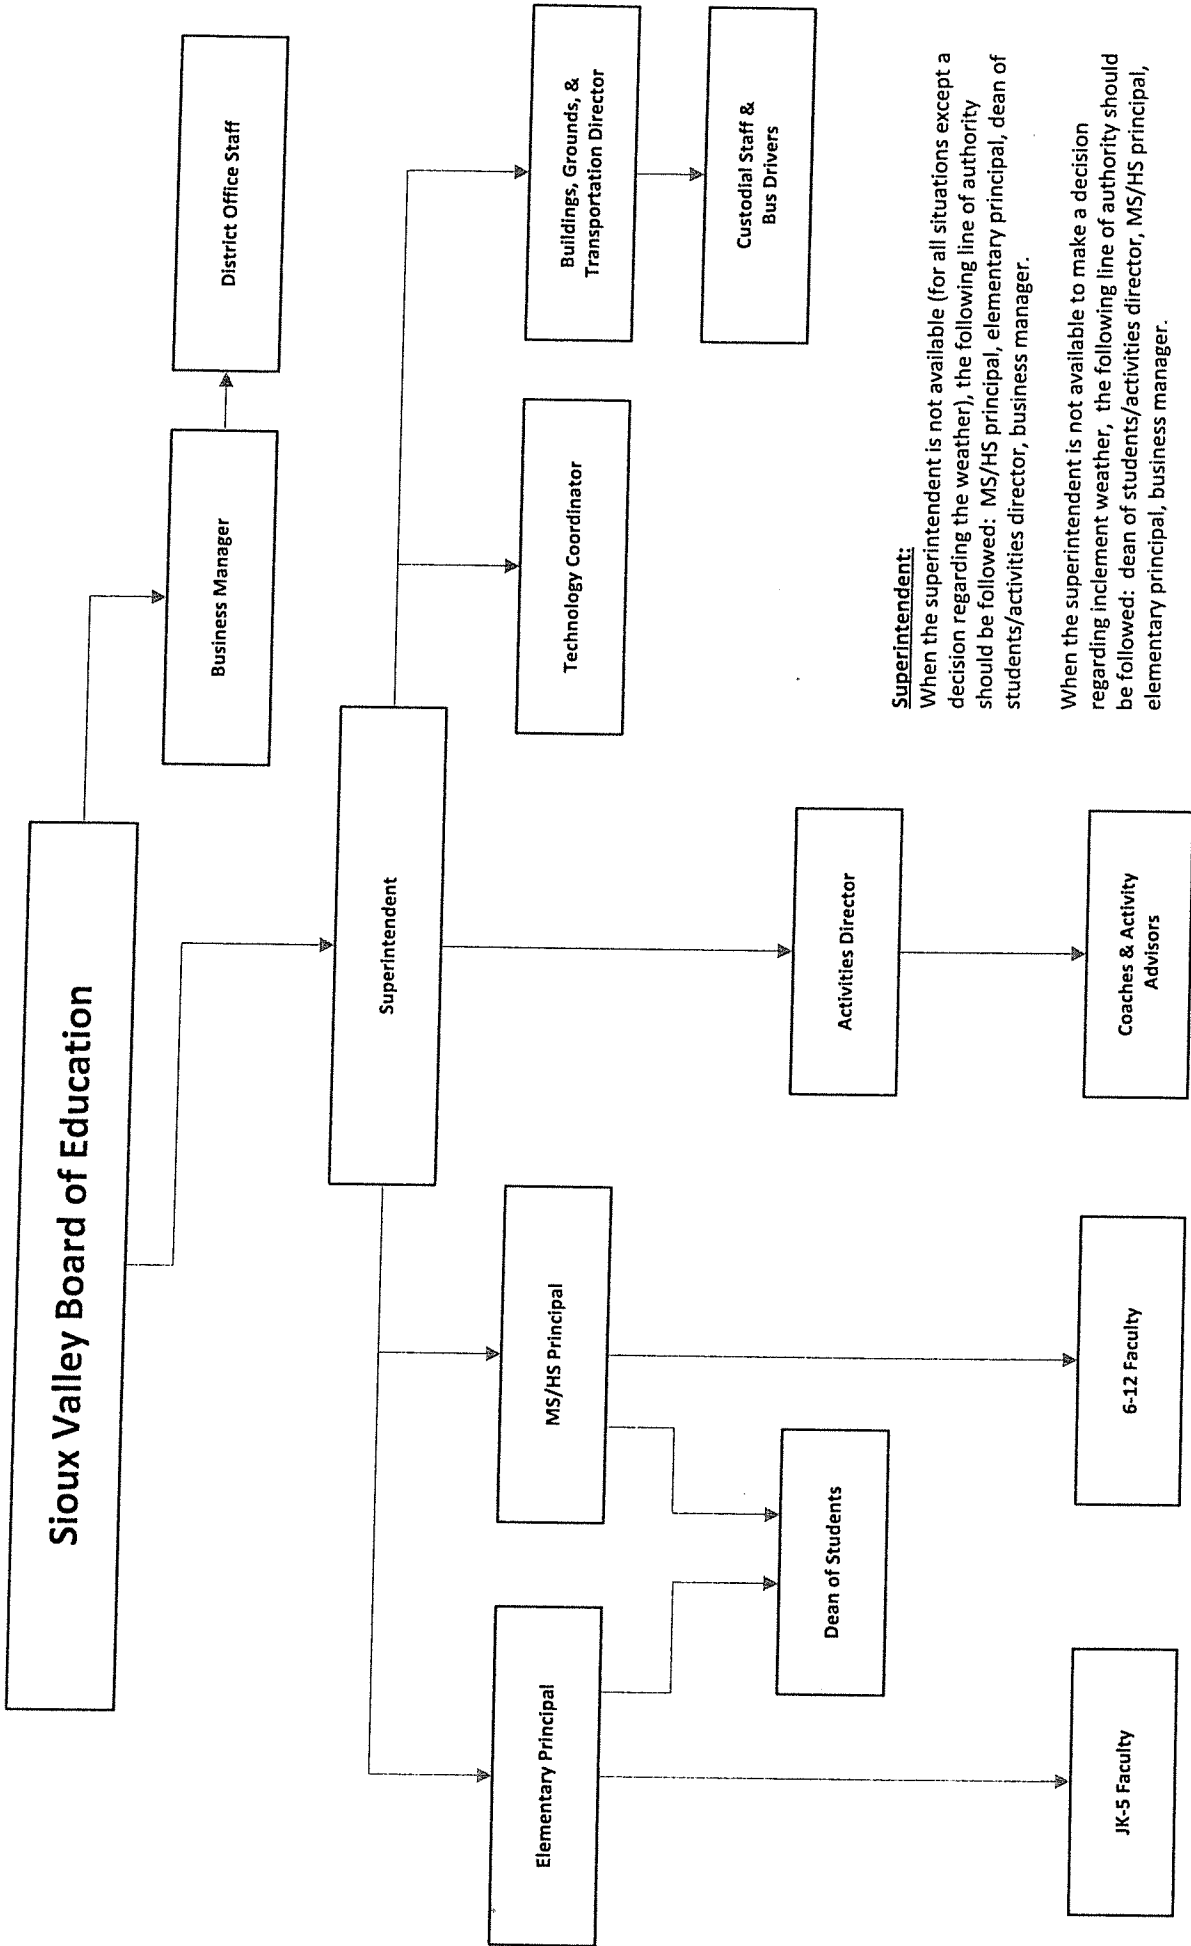 Sioux Valley Board of Education
Business Manager
District Office Staff
Superintendent
Elementary Principal
MS/HS Principal
Technology Coordinator
Buildings, Grounds, &
Transportation Director
Dean of Students
Activities Director
Custodial Staff &
Bus Drivers
JK-5 Faculty
6-12 Faculty
Coaches & Activity
Advisors
Superintendent:
When the superintendent is not available (for all situations except a
decision regarding the weather), the following line of authority
should be followed: MS/HS principal, elementary principal, dean of
students/activities director, business manager.
When the superintendent is not available to make a decision
regarding inclement weather, the following line of authority should
be followed: dean of students/activities director, MS/HS principal,
elementary principal, business manager.